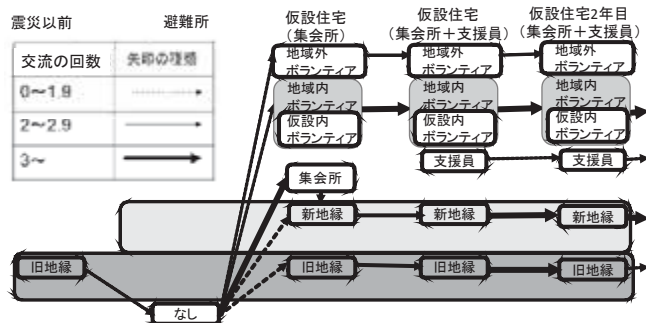 震災以前
避難所
仮設住宅
(集会所)
仮設住宅
(集会所＋支援員)
仮設住宅2年目
(集会所＋支援員)
交流の回数
矢印の種類
0～1.9
2～2.9
3～
地域外
ボランティア
地域外
ボランティア
地域外
ボランティア
地域内
ボランティア
地域内
ボランティア
地域内
ボランティア
仮設内
ボランティア
仮設内
ボランティア
仮設内
ボランティア
支援員
支援員
集会所
新地縁
新地縁
新地縁
旧地縁
旧地縁
旧地縁
旧地縁
なし